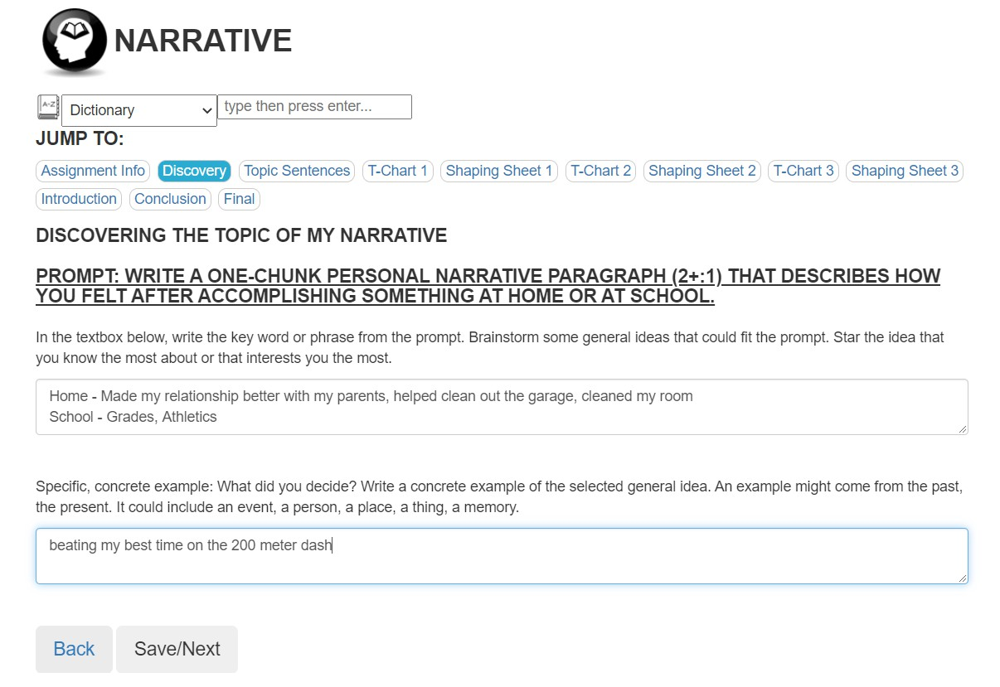 NARRATIVE
A-Z
Dictionary
type then press enter...
JUMP TO:
Assignment Info Discovery Topic Sentences T-Chart 1 Shaping Sheet 1 T-Chart 2 Shaping Sheet 2 T-Chart 3 Shaping Sheet 3
Introduction Conclusion Final
DISCOVERING THE TOPIC OF MY NARRATIVE
PROMPT: WRITE A ONE-CHUNK PERSONAL NARRATIVE PARAGRAPH (2+:1) THAT DESCRIBES HOW
YOU FELT AFTER ACCOMPLISHING SOMETHING AT HOME OR AT SCHOOL.
In the textbox below, write the key word or phrase from the prompt. Brainstorm some general ideas that could fit the prompt. Star the idea that
you know the most about or that interests you the most.
Home - Made my relationship better with my parents, helped clean out the garage, cleaned my room
School - Grades, Athletics
Specific, concrete example: What did you decide? Write a concrete example of the selected general idea. An example might come from the past,
the present. It could include an event, a person, a place, a thing, a memory.
beating my best time on the 200 meter dash
Back Save/Next